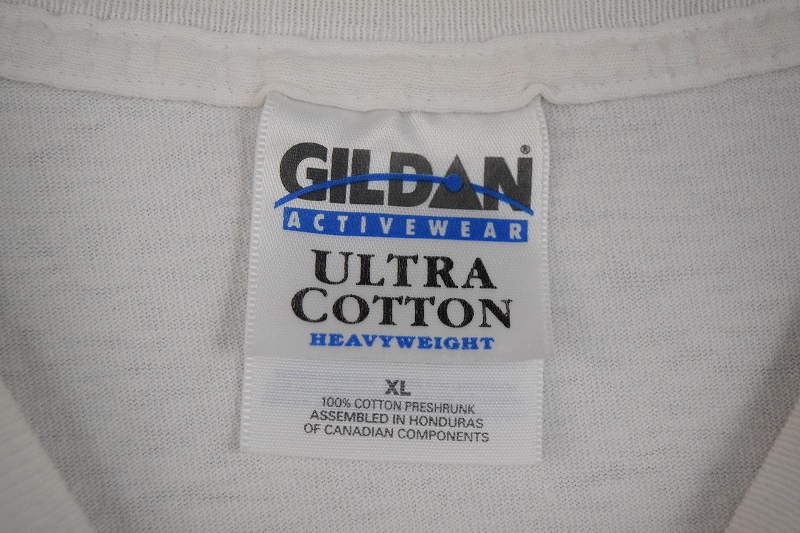 GILDAN®
ACTIVEWEAR
ULTRA
COTTON
HEAVYWEIGHT
XL
100% COTTON PRESHRUNK
ASSEMBLED IN HONDURAS
OF CANADIAN COMPONENTS